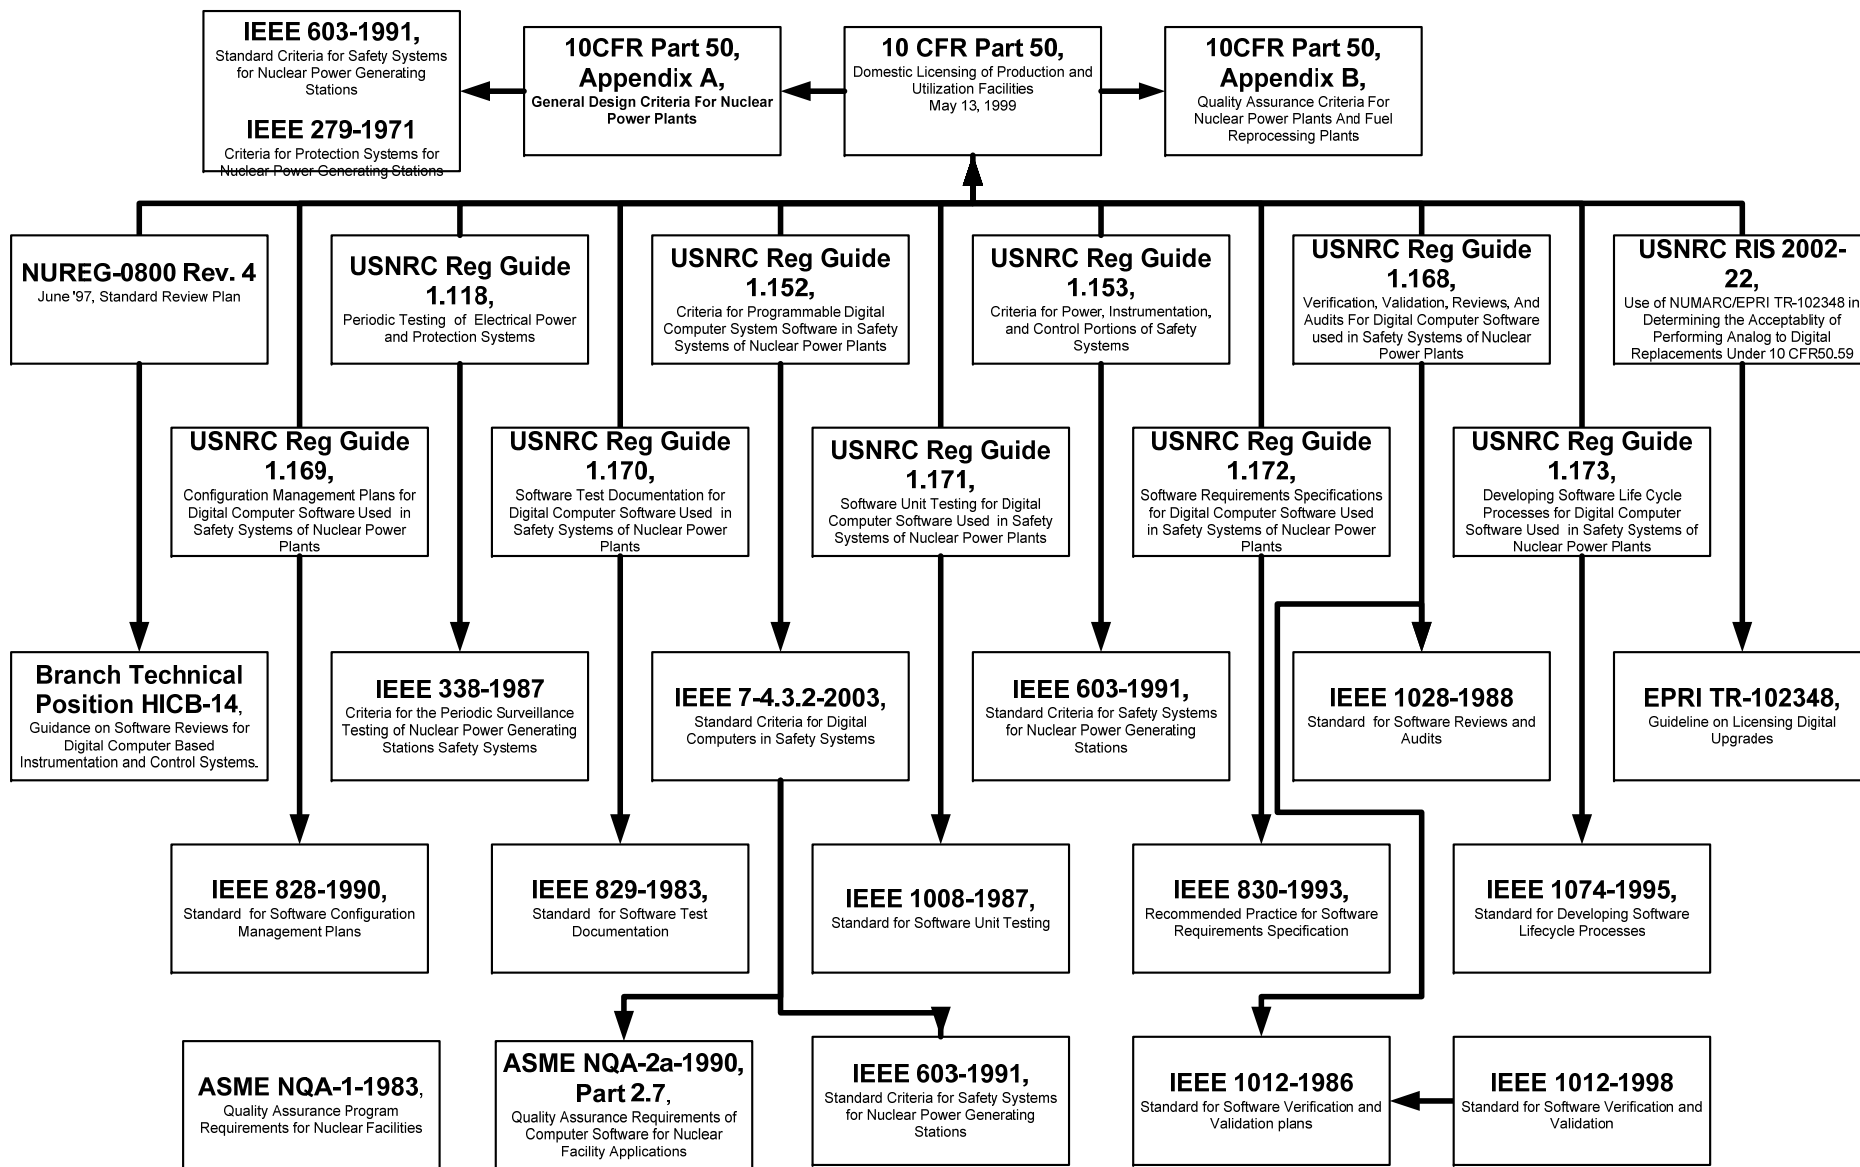 IEEE 603-1991,
Standard Criteria for Safety Systems
for Nuclear Power Generating
Stations
IEEE 279-1971
Criteria for Protection Systems for
Nuclear Power Generating Stations
10CFR Part 50,
Appendix A,
General Design Criteria For Nuclear
Power Plants
10 CFR Part 50,
Domestic Licensing of Production and
Utilization Facilities
May 13, 1999
10CFR Part 50,
Appendix B,
Quality Assurance Criteria For
Nuclear Power Plants And Fuel
Reprocessing Plants
NUREG-0800 Rev. 4
June '97, Standard Review Plan
USNRC Reg Guide
1.118,
Periodic Testing of Electrical Power
and Protection Systems
USNRC Reg Guide
1.152,
Criteria for Programmable Digital
Computer System Software in Safety
Systems of Nuclear Power Plants
USNRC Reg Guide
1.153,
Criteria for Power, Instrumentation,
and Control Portions of Safety
Systems
USNRC Reg Guide
1.168,
Verification, Validation, Reviews, And
Audits For Digital Computer Software
used in Safety Systems of Nuclear
Power Plants
USNRC RIS 2002-
22,
Use of NUMARC/EPRI TR-102348 in
Determining the Acceptablity of
Performing Analog to Digital
Replacements Under 10 CFR50.59
USNRC Reg Guide
1.169,
Configuration Management Plans for
Digital Computer Software Used in
Safety Systems of Nuclear Power
Plants
USNRC Reg Guide
1.170,
Software Test Documentation for
Digital Computer Software Used in
Safety Systems of Nuclear Power
Plants
USNRC Reg Guide
1.171,
Software Unit Testing for Digital
Computer Software Used in Safety
Systems of Nuclear Power Plants
USNRC Reg Guide
1.172,
Software Requirements Specifications
for Digital Computer Software Used
in Safety Systems of Nuclear Power
Plants
USNRC Reg Guide
1.173,
Developing Software Life Cycle
Processes for Digital Computer
Software Used in Safety Systems of
Nuclear Power Plants
Branch Technical
Position HICB-14,
Guidance on Software Reviews for
Digital Computer Based
Instrumentation and Control Systems.
IEEE 338-1987
Criteria for the Periodic Surveillance
Testing of Nuclear Power Generating
Stations Safety Systems
IEEE 7-4.3.2-2003,
Standard Criteria for Digital
Computers in Safety Systems
IEEE 603-1991,
Standard Criteria for Safety Systems
for Nuclear Power Generating
Stations
IEEE 1028-1988
Standard for Software Reviews and
Audits
EPRI TR-102348,
Guideline on Licensing Digital
Upgrades
IEEE 828-1990,
Standard for Software Configuration
Management Plans
IEEE 829-1983,
Standard for Software Test
Documentation
IEEE 1008-1987,
Standard for Software Unit Testing
IEEE 830-1993,
Recommended Practice for Software
Requirements Specification
IEEE 1074-1995,
Standard for Developing Software
Lifecycle Processes
ASME NQA-1-1983,
Quality Assurance Program
Requirements for Nuclear Facilities
ASME NQA-2a-1990,
Part 2.7,
Quality Assurance Requirements of
Computer Software for Nuclear
Facility Applications
IEEE 603-1991,
Standard Criteria for Safety Systems
for Nuclear Power Generating
Stations
IEEE 1012-1986
Standard for Software Verification and
Validation plans
IEEE 1012-1998
Standard for Software Verification and
Validation